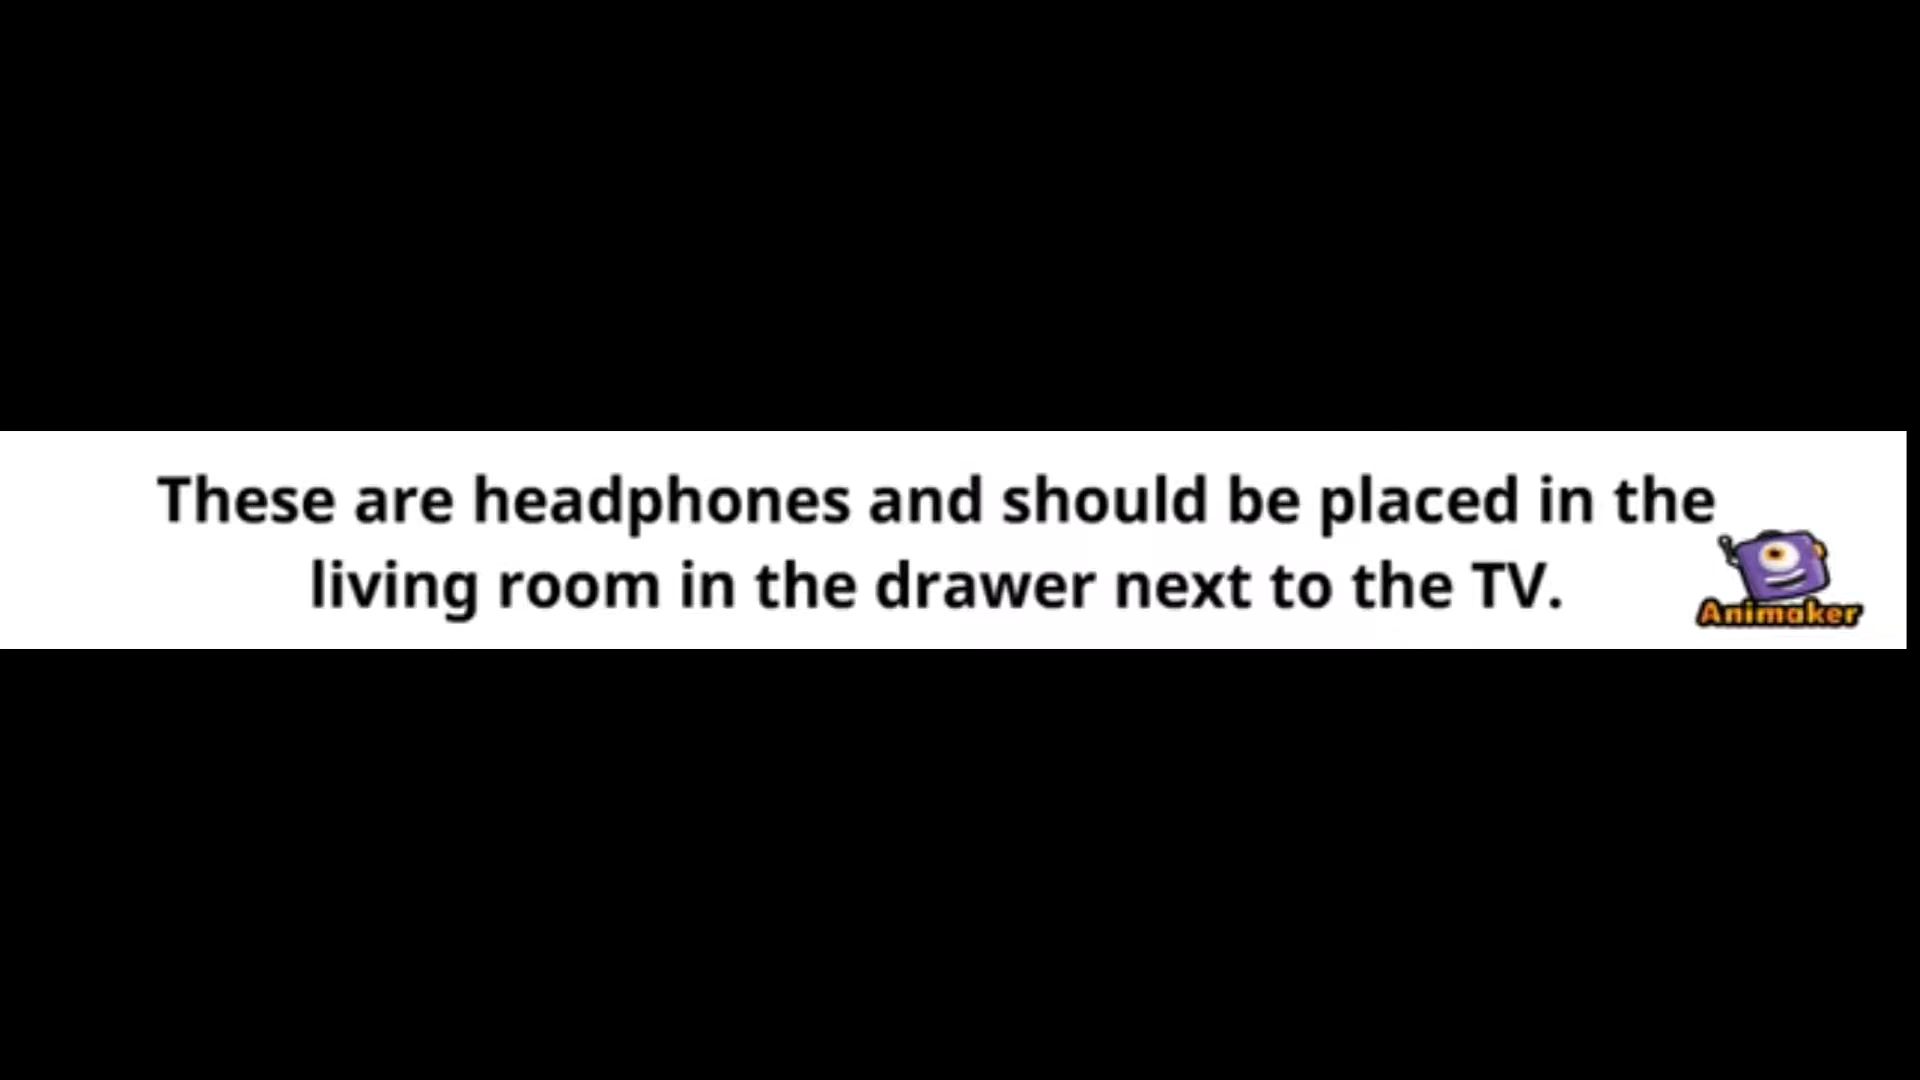 These are headphones and should be placed in the
living room in the drawer next to the TV.
Animaker